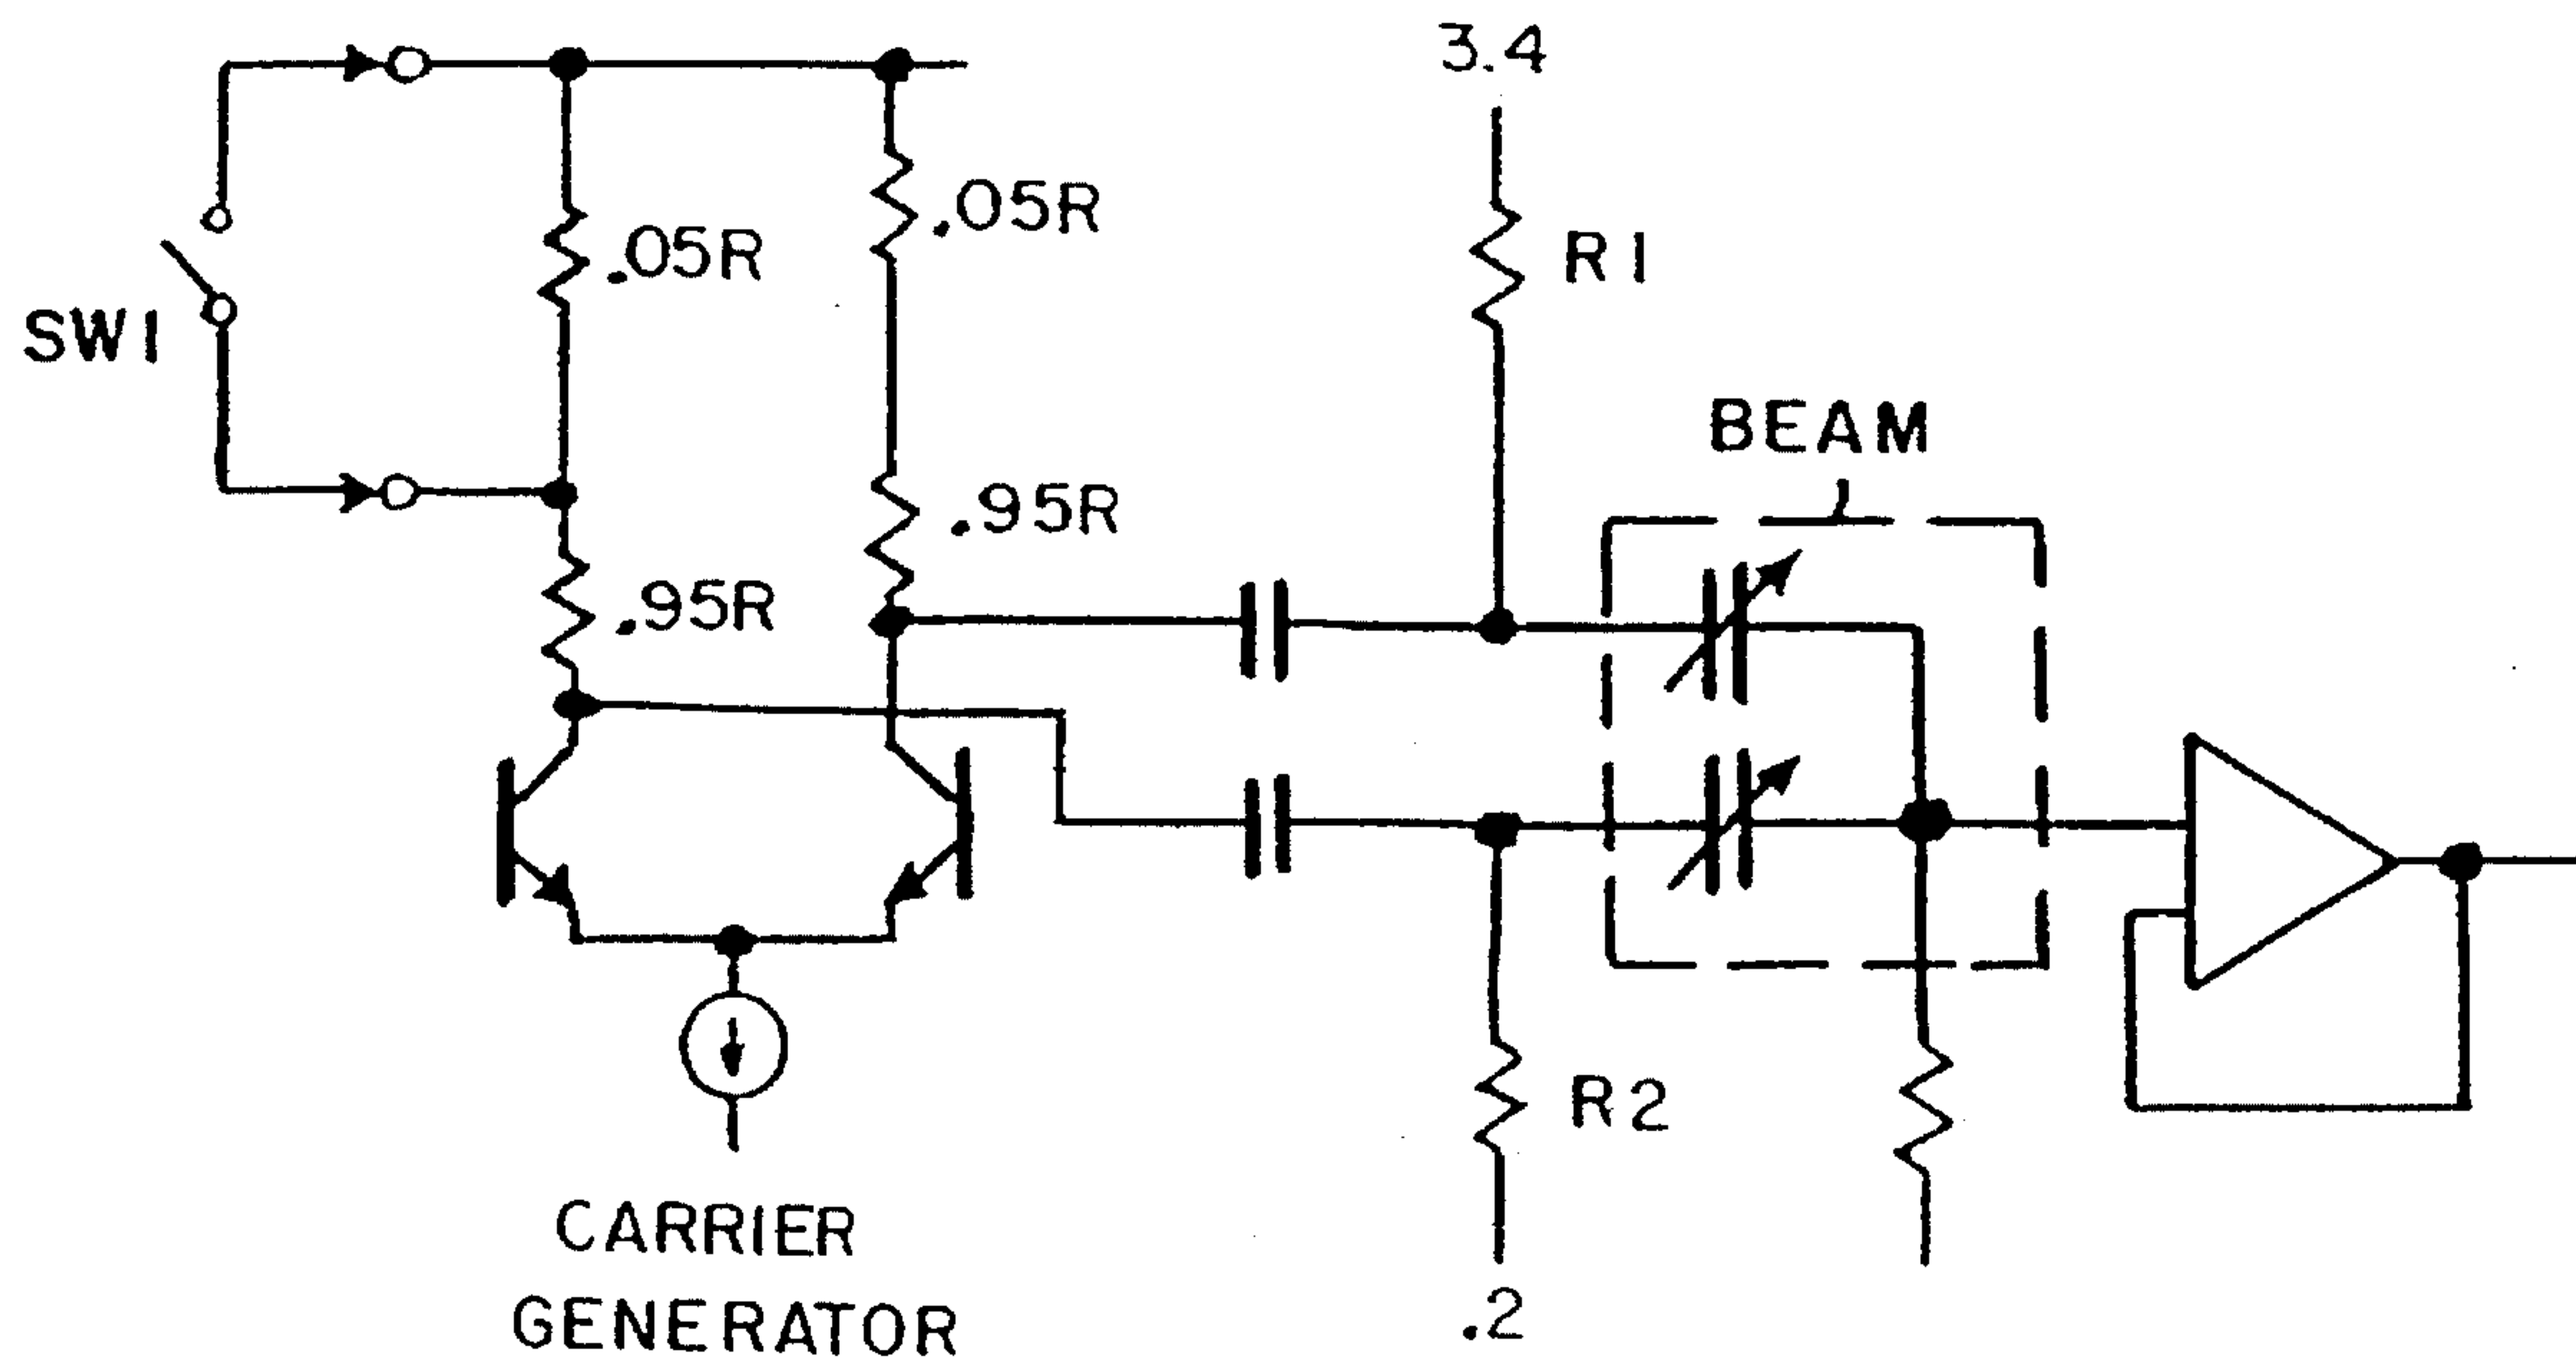 3.4
.05R
.05R
R1
SW1
BEAM
.95R
.95R
R2
CARRIER
GENERATOR
.2